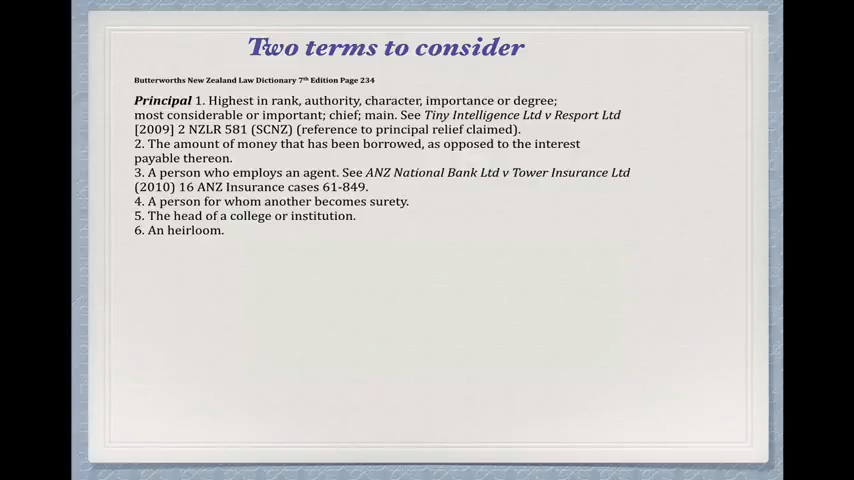 Two terms to consider
Butterworths New Zealand Law Dictionary 7th Edition Page 234
Principal 1. Highest in rank, authority, character, importance or degree;
most considerable or important; chief; main. See Tiny Intelligence Ltd v Resport Ltd
[2009] 2 NZLR 581 (SCNZ) (reference to principal relief claimed).
2. The amount of money that has been borrowed, as opposed to the interest
payable thereon.
3. A person who employs an agent. See ANZ National Bank Ltd v Tower Insurance Ltd
(2010) 16 ANZ Insurance cases 61-849.
4. A person for whom another becomes surety.
5. The head of a college or institution.
6. An heirloom.